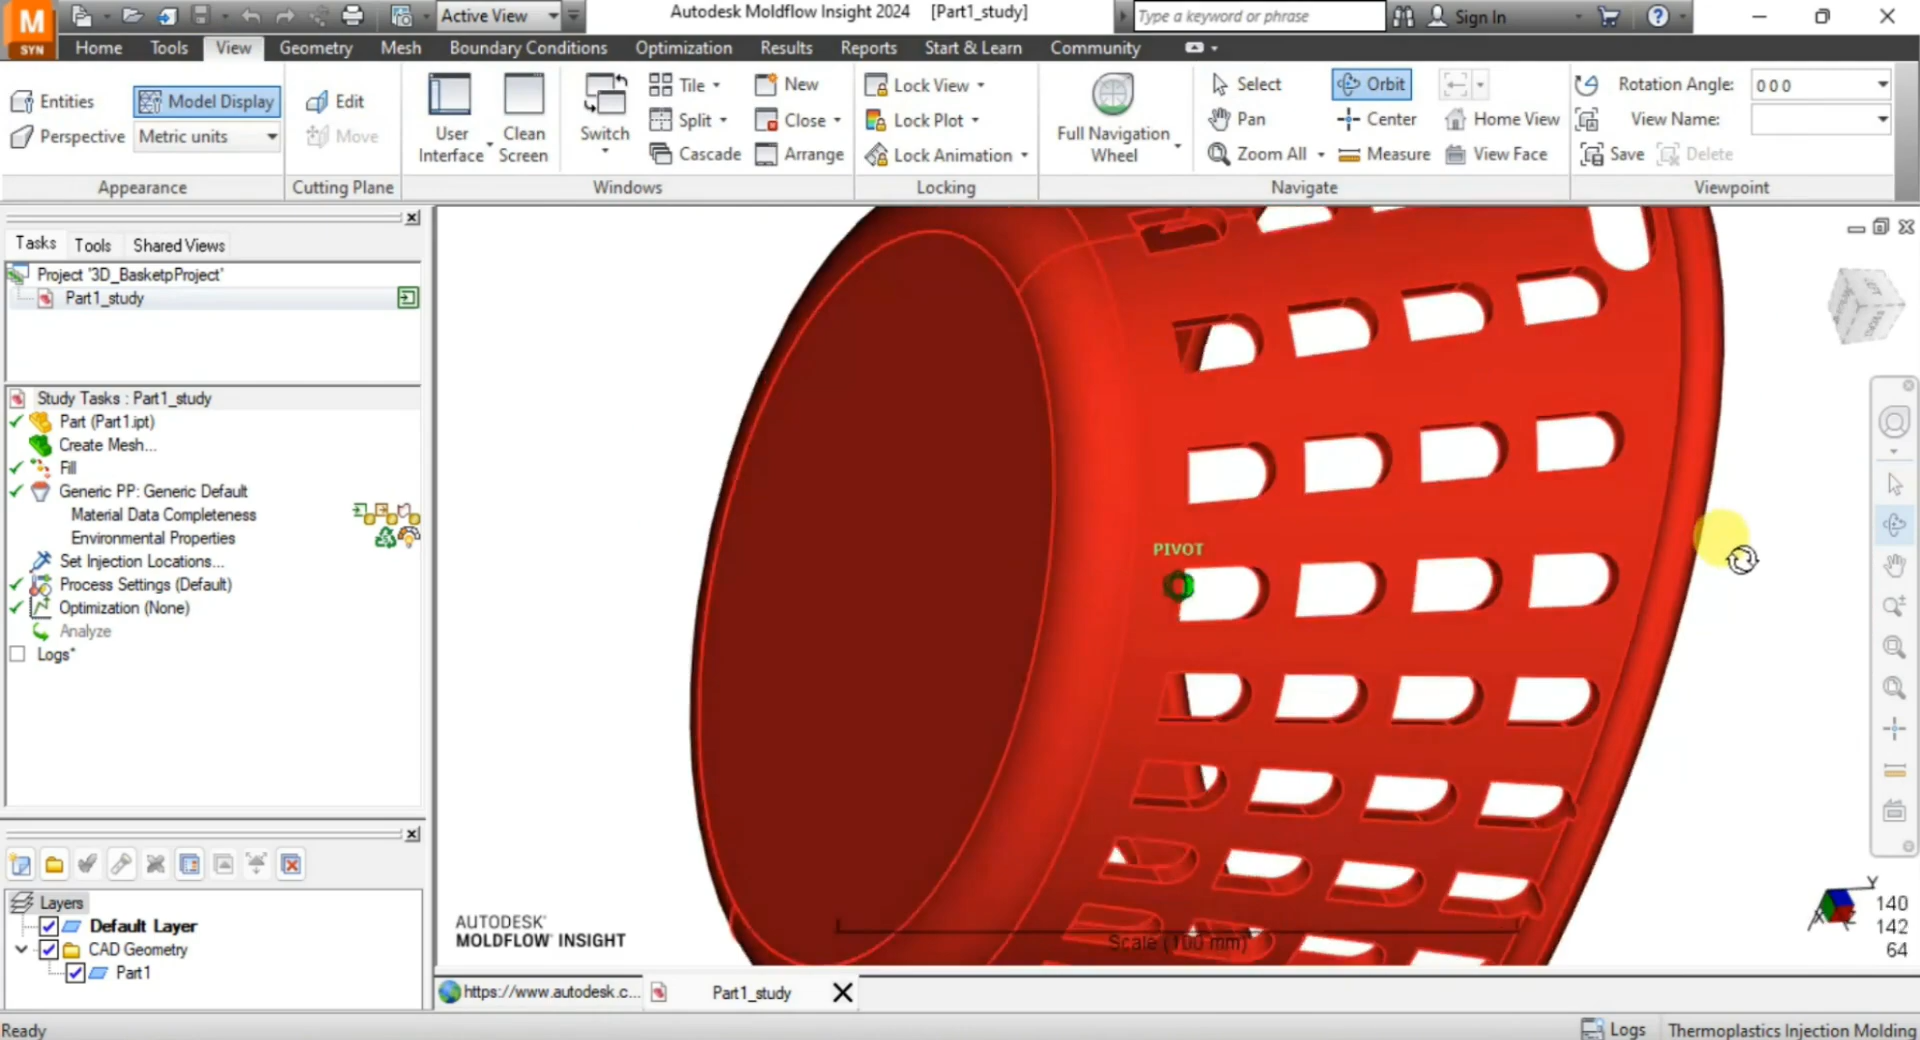 M
SYN
Active View
Autodesk Moldflow Insight 2024 [Part1_study]
Type a keyword or phrase
Sign In
Home Tools View Geometry Mesh Boundary Conditions Optimization Results Reports Start & Learn Community
Entities Model Display
Perspective Metric units
Appearance
Edit
Move
Cutting Plane
User Interface
Clean Screen
Switch
Tile
Split
Cascade
New
Close
Arrange
Windows
Lock View
Lock Plot
Lock Animation
Locking
Full Navigation Wheel
Select Orbit
Pan Center Home View
Zoom All Measure View Face
Navigate
Rotation Angle: 0 0 0
View Name:
Save Delete
Viewpoint
Tasks Tools Shared Views
Project '3D_BasketpProject'
Part1_study
Study Tasks : Part1_study
Part (Part1.ipt)
Create Mesh...
Fill
Generic PP: Generic Default
Material Data Completeness
Environmental Properties
Set Injection Locations...
Process Settings (Default)
Optimization (None)
Analyze
Logs*
Layers
Default Layer
CAD Geometry
Part1
PIVOT
AUTODESK®
MOLDFLOW® INSIGHT
Scale (100 mm)
Y
X
Z
140
142
64
https://www.autodesk.c...
Part1_study
Ready
Logs
Thermoplastics Injection Molding